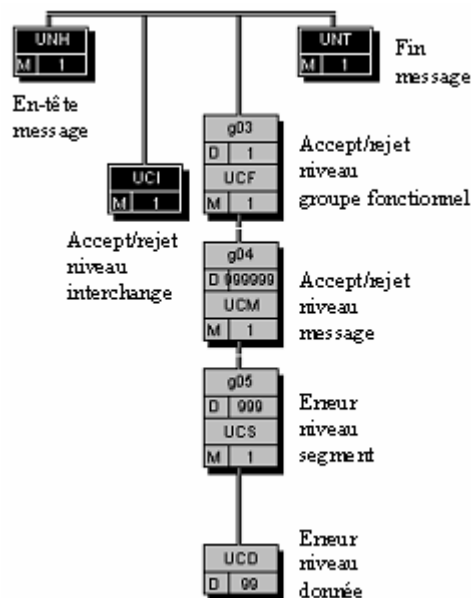 UNH
M 1
En-tête
message
UNT
M 1
Fin
message
UCI
M 1
Accept/rejet
niveau
interchange
g03
D 1
UCF
M 1
Accept/rejet
niveau
groupe fonctionnel
g04
D 999999
UCM
M 1
Accept/rejet
niveau
message
g05
D 999
UCS
M 1
Erreur
niveau
segment
UCD
D 99
Erreur
niveau
donnée